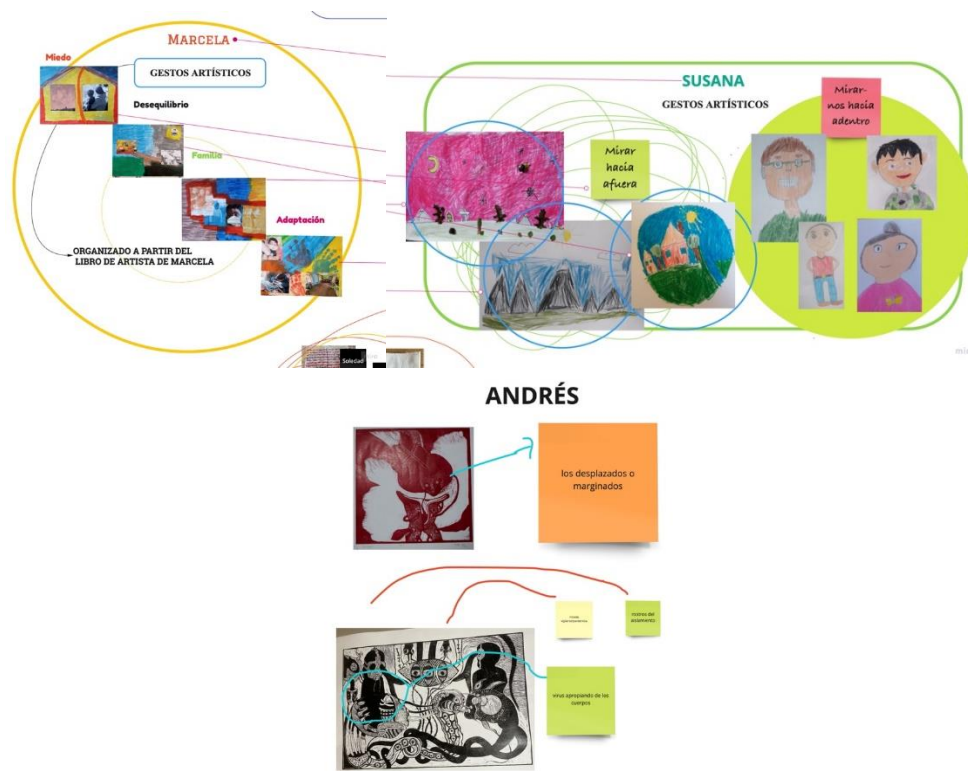 MARCELA
Miedo
GESTOS ARTÍSTICOS
Desequilibrio
Familia
Adaptación
ORGANIZADO A PARTIR DEL
LIBRO DE ARTISTA DE MARCELA
Soledad
SUSANA
GESTOS ARTÍSTICOS
Mirar-
nos hacia
adentro
Mirar
hacia
afuera
ANDRÉS
los desplazados o
marginados
rostros del
virus apropiando de los
cuerpos